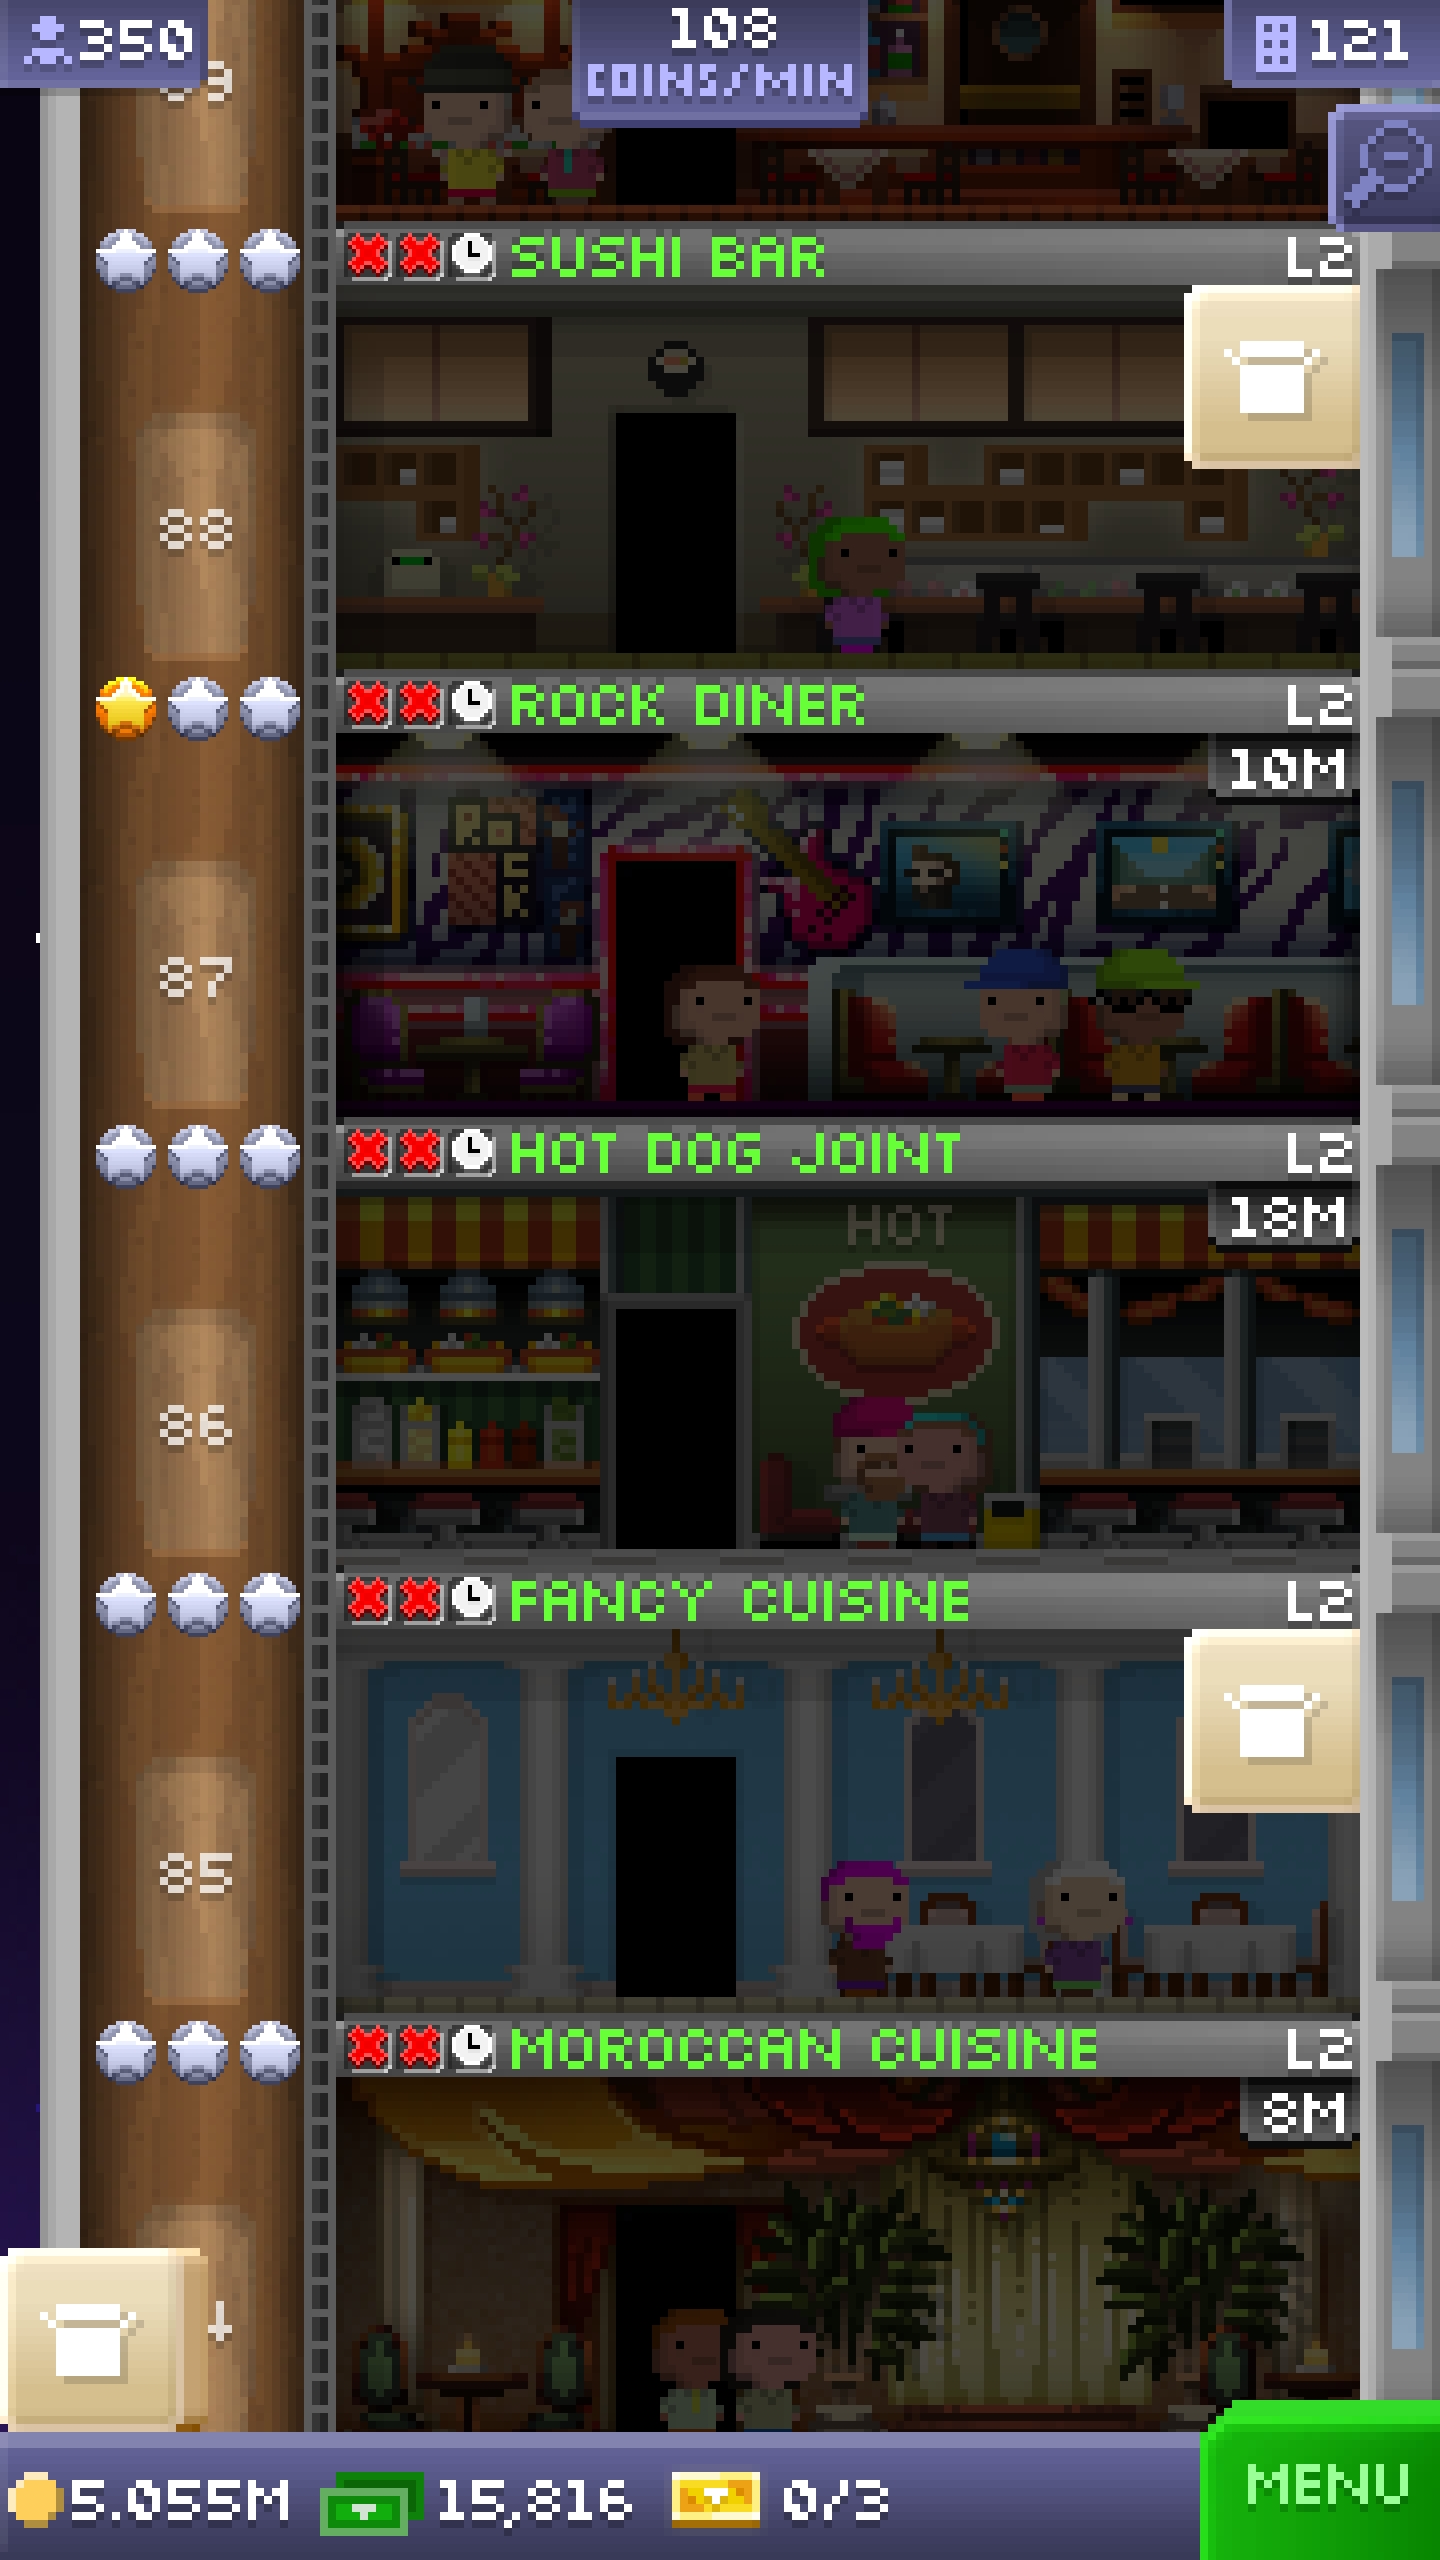 350
108
COINS/MIN
121
SUSHI BAR L2
88
ROCK DINER L2
10M
ROCK
87
HOT DOG JOINT L2
18M
HOT
86
FANCY CUISINE L2
85
MOROCCAN CUISINE L2
8M
5.055M 15,816 0/3
MENU